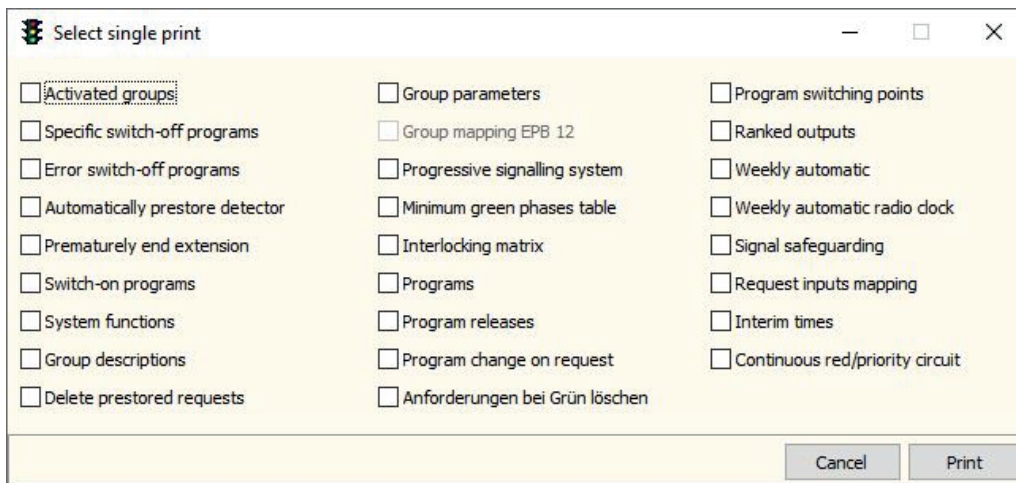 Select single print
Activated groups
Specific switch-off programs
Error switch-off programs
Automatically prestore detector
Prematurely end extension
Switch-on programs
System functions
Group descriptions
Delete prestored requests
Group parameters
Group mapping EPB 12
Progressive signalling system
Minimum green phases table
Interlocking matrix
Programs
Program releases
Program change on request
Anforderungen bei Grün löschen
Program switching points
Ranked outputs
Weekly automatic
Weekly automatic radio clock
Signal safeguarding
Request inputs mapping
Interim times
Continuous red/priority circuit
Cancel
Print